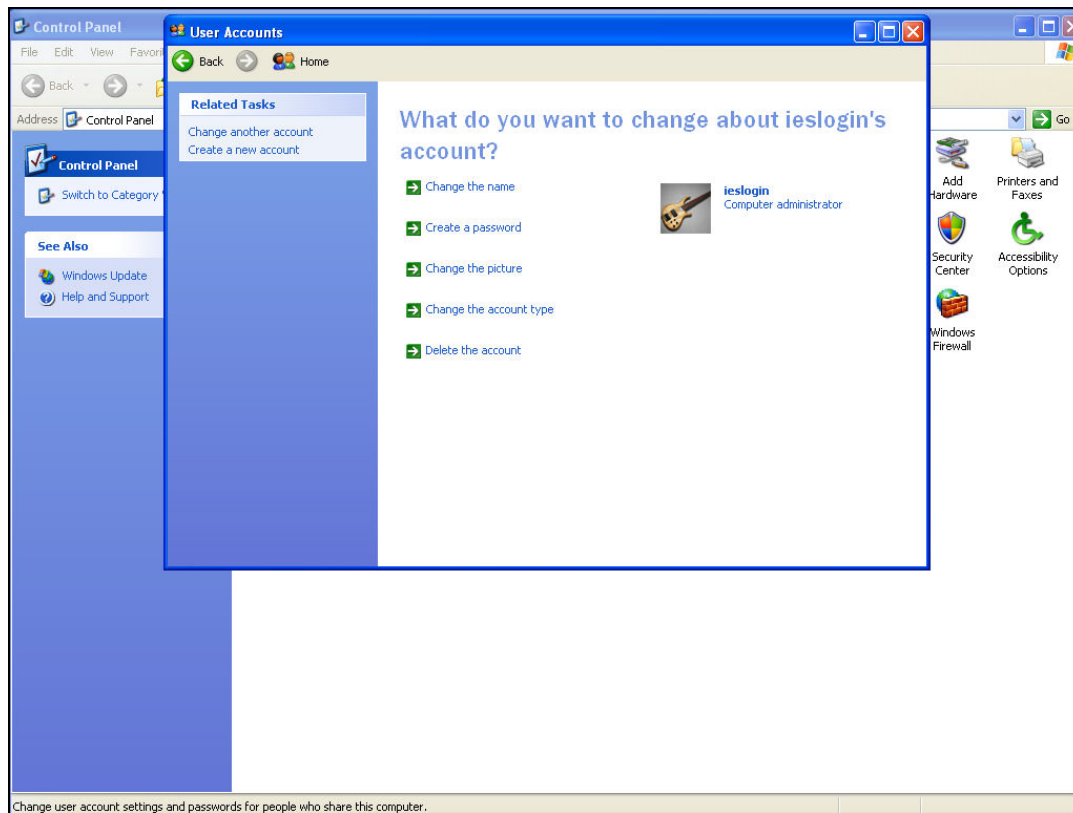 Control Panel
File Edit View
Back
Address Control Panel
Go
Control Panel
Switch to Category
See Also
Windows Update
Help and Support
User Accounts
Back Home
Related Tasks
Change another account
Create a new account
What do you want to change about ieslogin's
account?
Change the name
Create a password
Change the picture
Change the account type
Delete the account
ieslogin
Computer administrator
Add
Hardware
Printers and
Faxes
Security
Center
Accessibility
Options
Windows
Firewall
Change user account settings and passwords for people who share this computer.